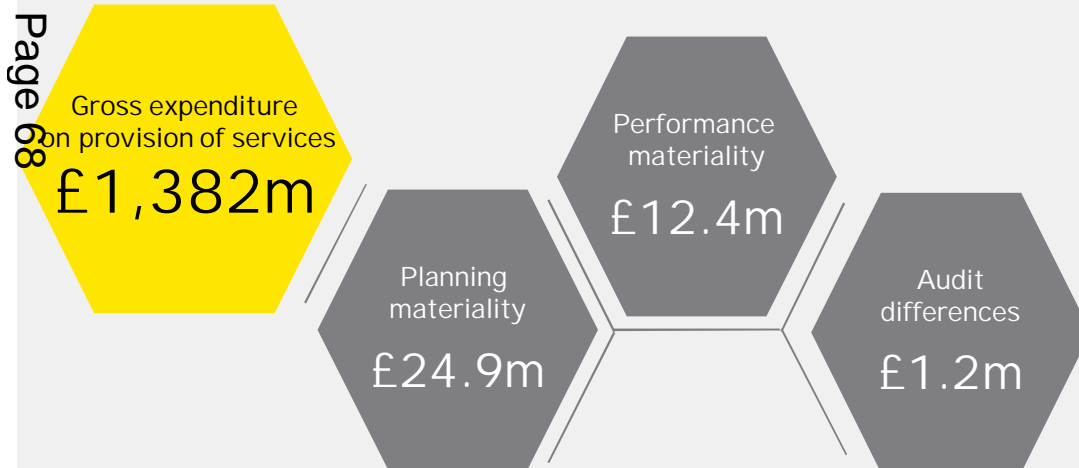 Page 68
Gross expenditure
on provision of services
£1,382m
Planning
materiality
£24.9m
Performance
materiality
£12.4m
Audit
differences
£1.2m